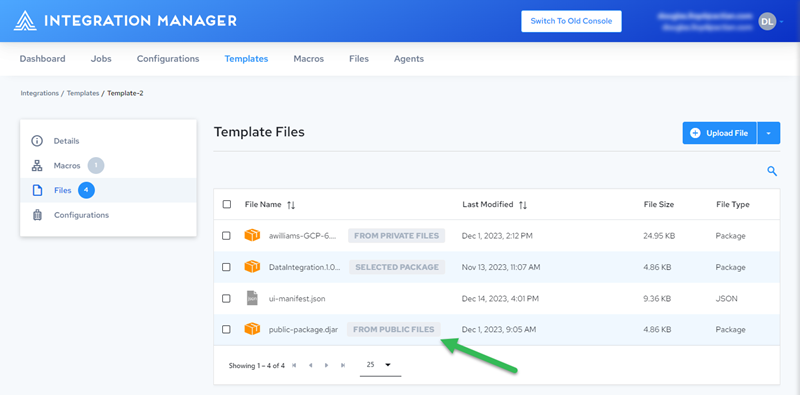 INTEGRATION MANAGER
Switch To Old Console
DL
Dashboard Jobs Configurations Templates Macros Files Agents
Integrations / Templates / Template-2
Details
Macros 1
Files 4
Configurations
Template Files
Upload File
File Name Last Modified File Size File Type
awilliams-GCP-6.... FROM PRIVATE FILES Dec 1, 2023, 2:12 PM 24.95 KB Package
DataIntegration.1.0... SELECTED PACKAGE Nov 13, 2023, 11:07 AM 4.86 KB Package
ui-manifest.json Dec 14, 2023, 4:01 PM 9.36 KB JSON
public-package.djar FROM PUBLIC FILES Dec 1, 2023, 9:05 AM 4.86 KB Package
Showing 1 – 4 of 4 25